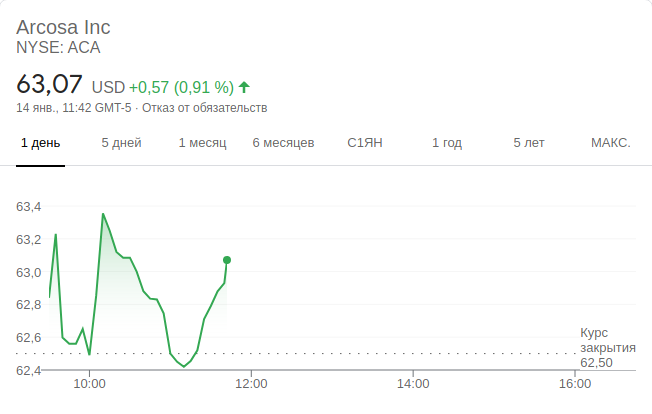 Arcosa Inc
NYSE: ACA
63,07 USD +0,57 (0,91 %)
14 янв., 11:42 GMT-5 · Отказ от обязательств
1 день 5 дней 1 месяц 6 месяцев С1ЯН 1 год 5 лет МАКС.
63,4
63,2
63,0
62,8
62,6
62,4
Курс
закрытия
62,50
10:00 12:00 14:00 16:00